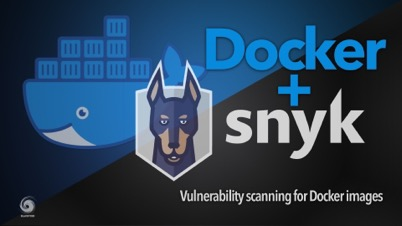 Docker
+
snyk
Vulnerability scanning for Docker images